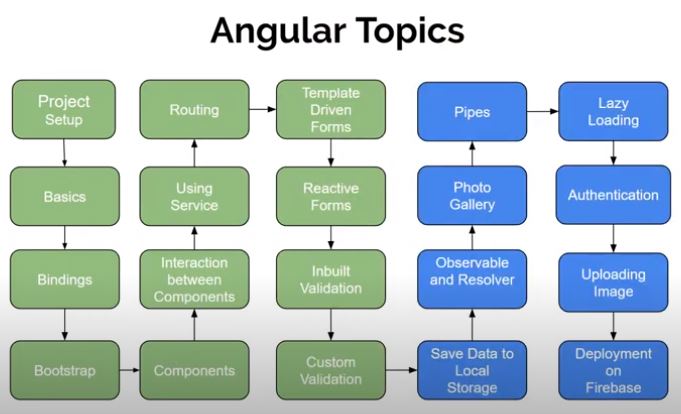 Angular Topics
Project
Setup
Basics
Bindings
Bootstrap
Components
Interaction
between
Components
Using
Service
Routing
Template
Driven
Forms
Reactive
Forms
Inbuilt
Validation
Custom
Validation
Save Data to
Local
Storage
Observable
and Resolver
Photo
Gallery
Pipes
Lazy
Loading
Authentication
Uploading
Image
Deployment
on
Firebase